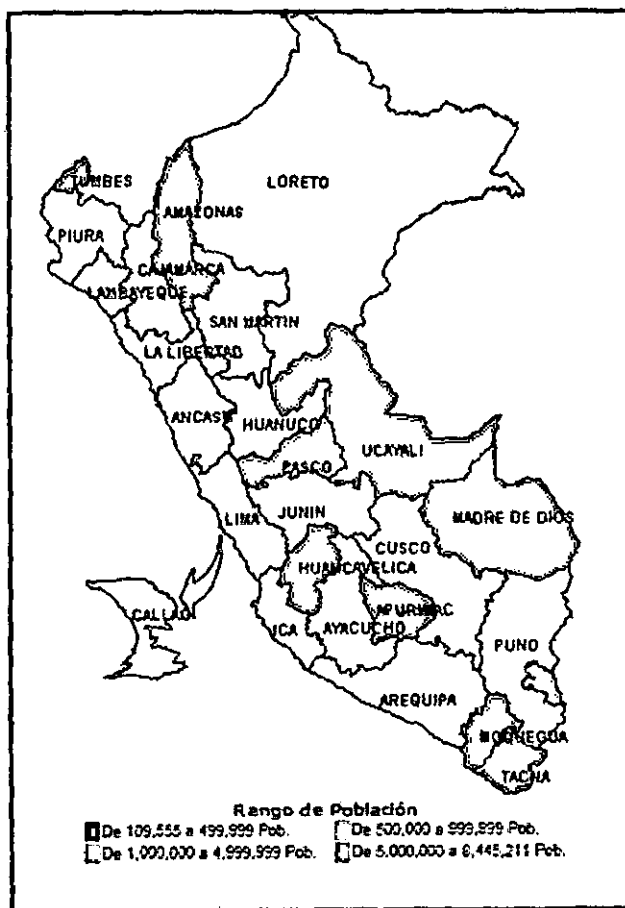 LORETO
TUMBES
AMAZONAS
PIURA
CAJAMARCA
LAMBAYEQUE
SAN MARTIN
LA LIBERTAD
ANCASH
HUANUCO
UCAYALI
PASCO
LIMA
JUNIN
MADRE DE DIOS
CUSCO
HUANCAVELICA
CALLAO
APURIMAC
ICA
AYACUCHO
PUNO
AREQUIPA
MOQUEGUA
TACNA
Rango de Población
De 109,555 a 499,999 Pob.
De 500,000 a 999,999 Pob.
De 1,000,000 a 4,999,999 Pob.
De 5,000,000 a 8,445,211 Pob.